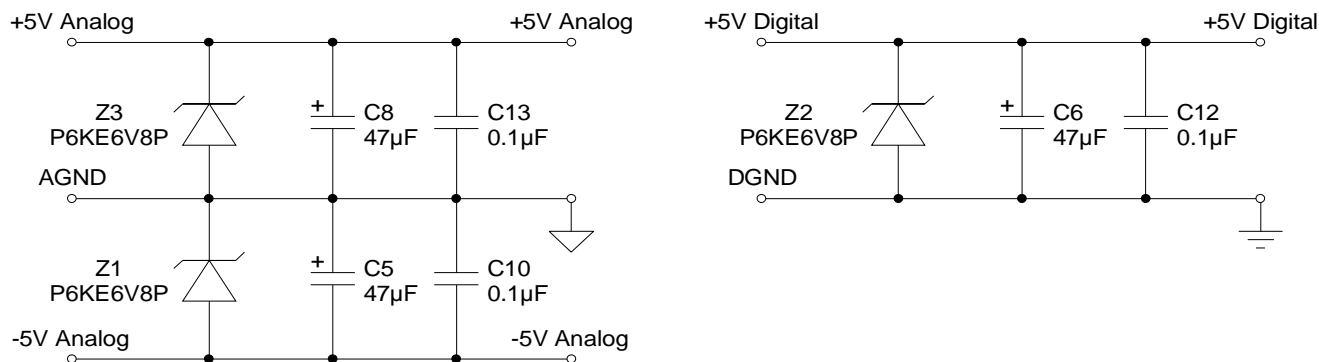 +5V Analog
+5V Analog
Z3
P6KE6V8P
+
C8
47µF
C13
0.1µF
AGND
Z1
P6KE6V8P
+
C5
47µF
C10
0.1µF
-5V Analog
-5V Analog
+5V Digital
+5V Digital
Z2
P6KE6V8P
+
C6
47µF
C12
0.1µF
DGND